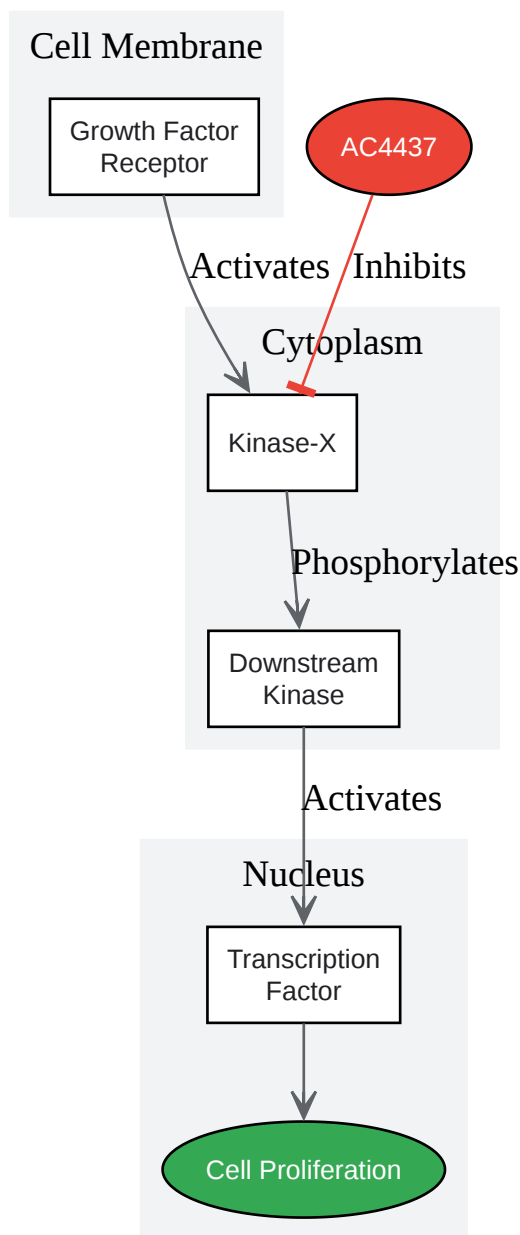 Cell Membrane
Growth Factor
Receptor
AC4437
Activates
Inhibits
Cytoplasm
Kinase-X
Phosphorylates
Downstream
Kinase
Activates
Nucleus
Transcription
Factor
Cell Proliferation